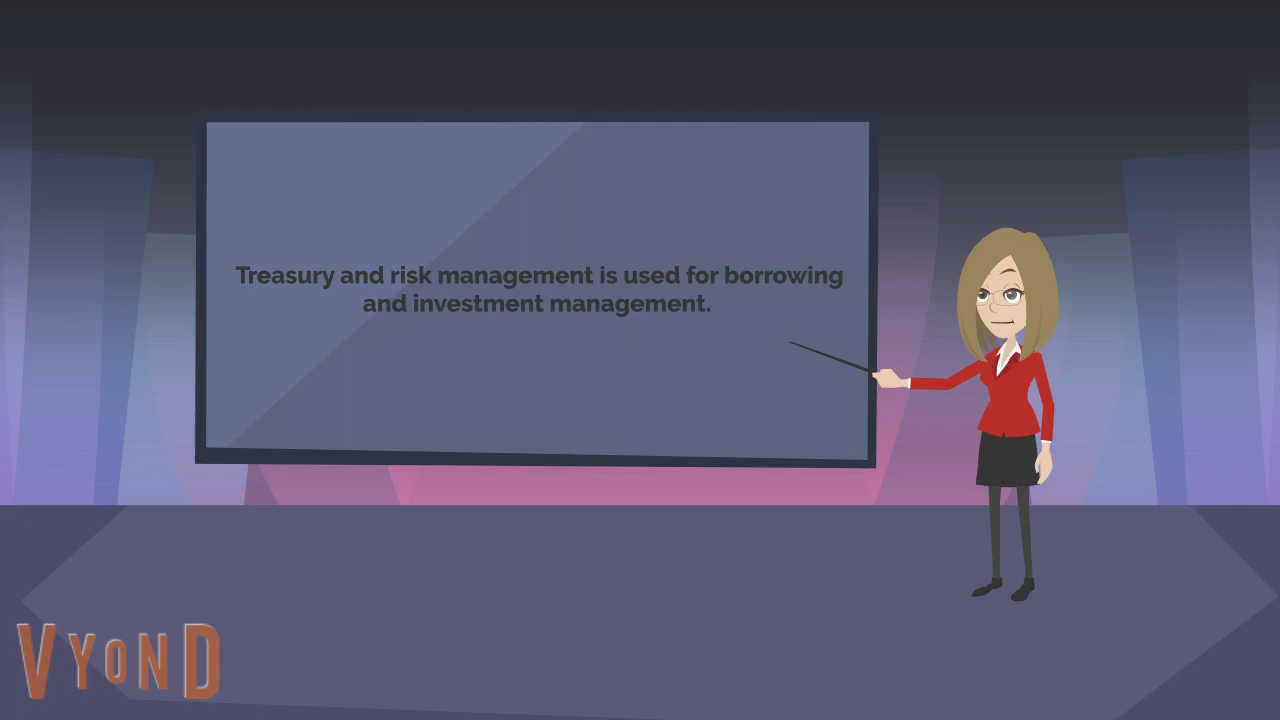 Treasury and risk management is used for borrowing
and investment management.
VYOND